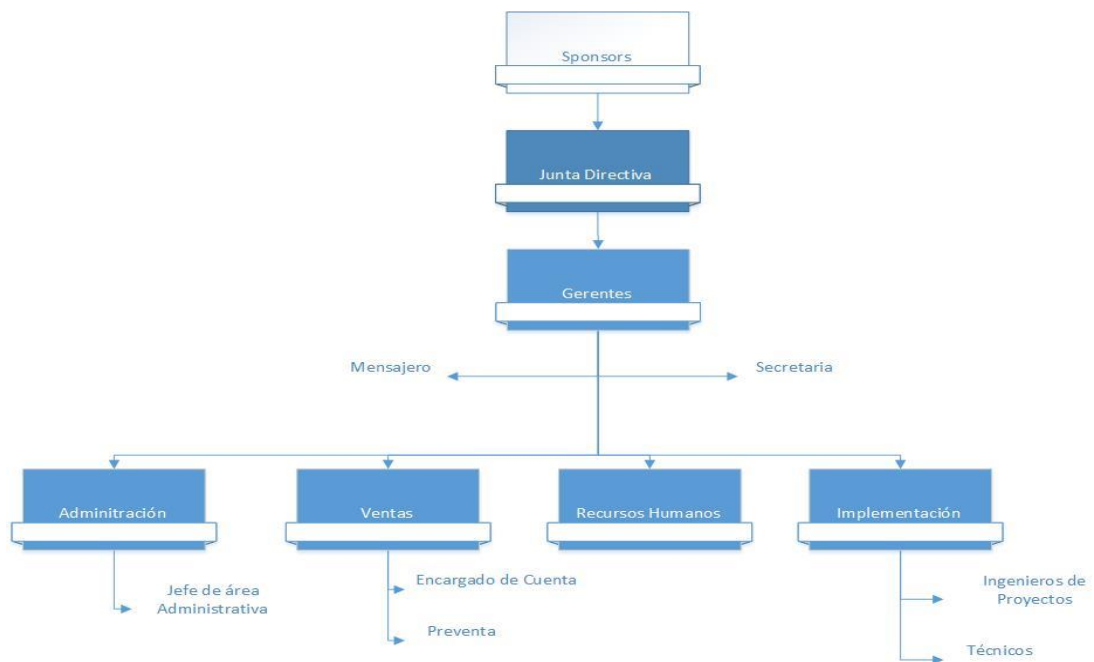 Sponsors
Junta Directiva
Gerentes
Mensajero
Secretaria
Adminitración
Ventas
Recursos Humanos
Implementación
Jefe de área
Administrativa
Encargado de Cuenta
Preventa
Ingenieros de
Proyectos
Técnicos